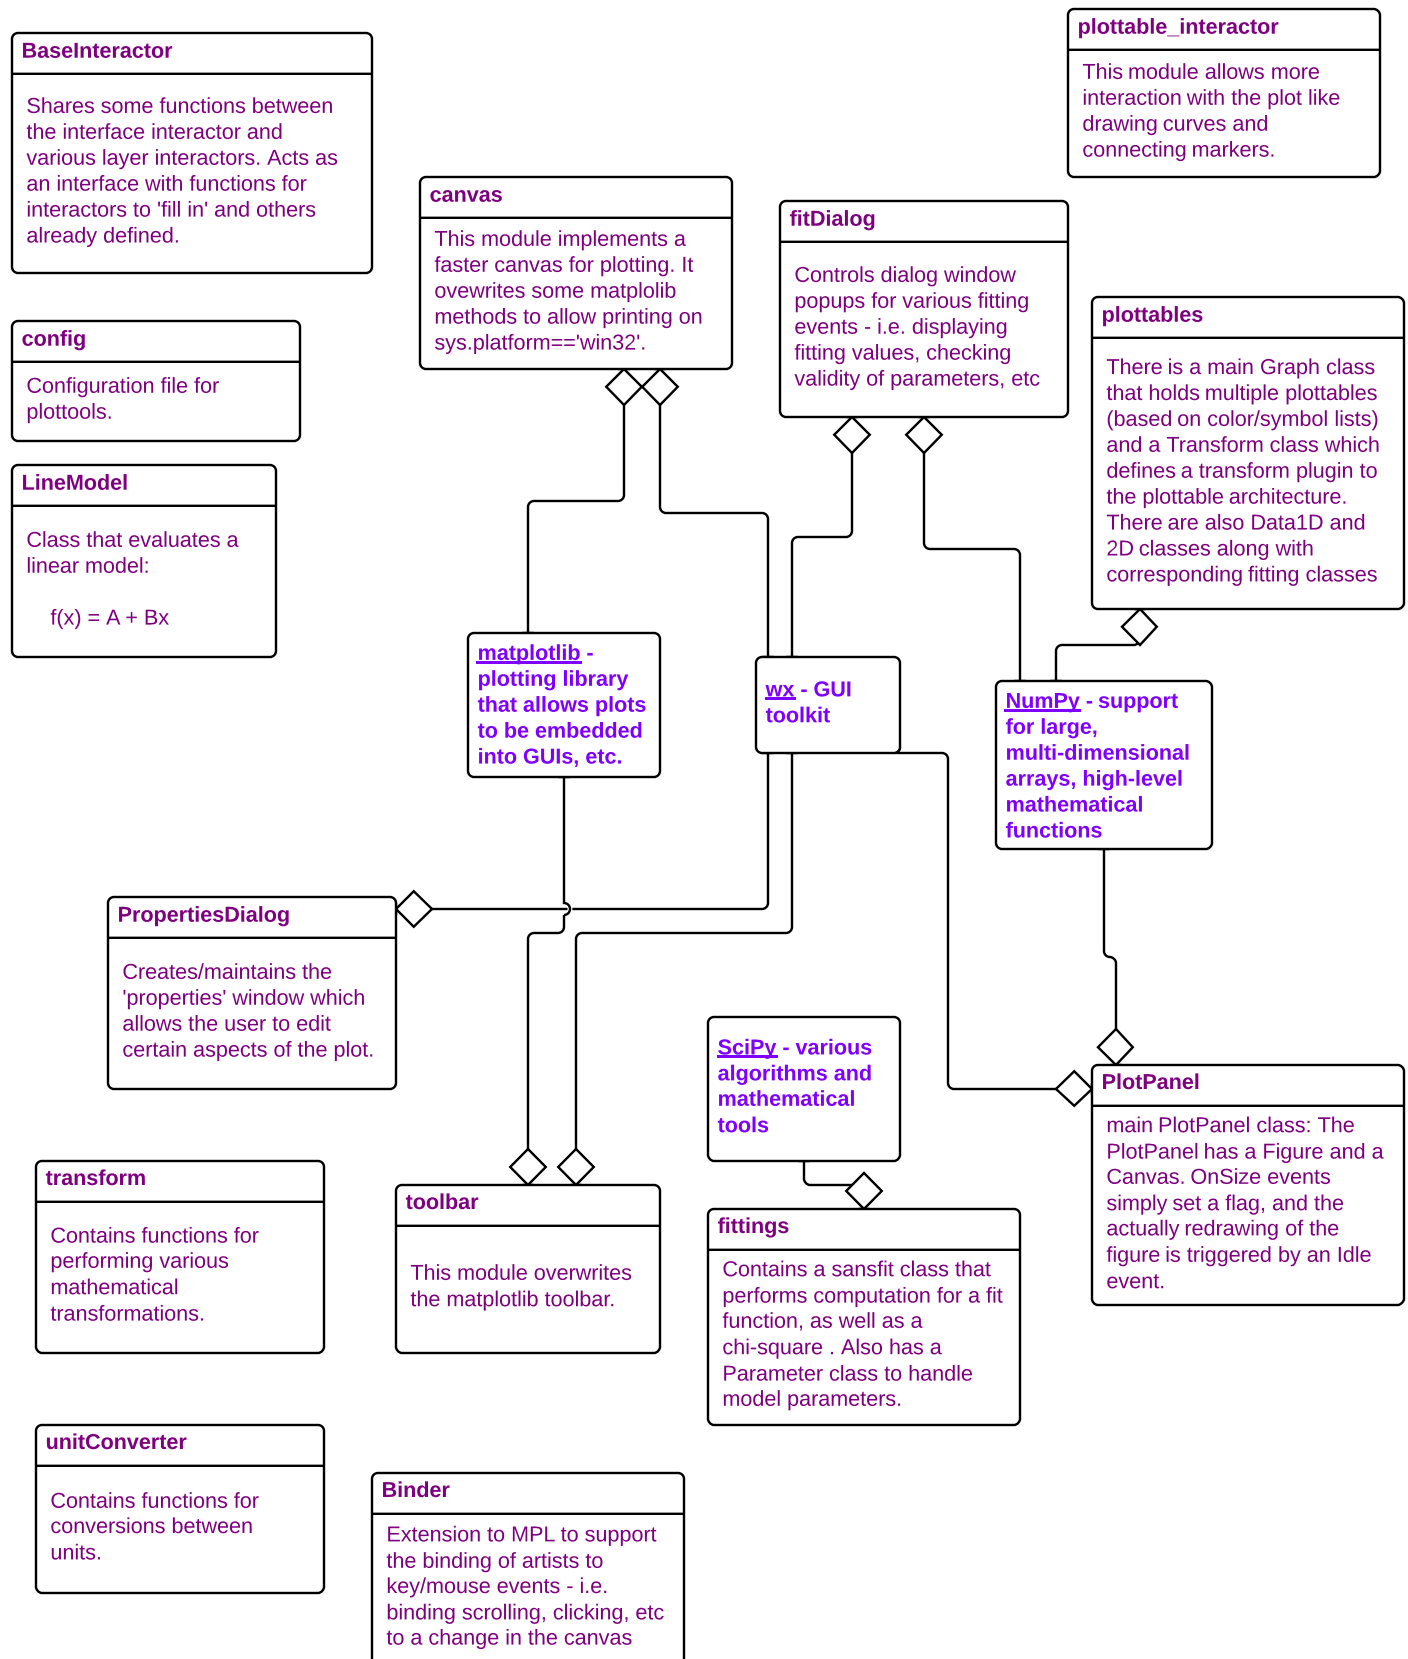 BaseInteractor
Shares some functions between
the interface interactor and
various layer interactors. Acts as
an interface with functions for
interactors to 'fill in' and others
already defined.
plottable_interactor
This module allows more
interaction with the plot like
drawing curves and
connecting markers.
canvas
This module implements a
faster canvas for plotting. It
ovewrites some matplolib
methods to allow printing on
sys.platform=='win32'.
fitDialog
Controls dialog window
popups for various fitting
events - i.e. displaying
fitting values, checking
validity of parameters, etc
plottables
There is a main Graph class
that holds multiple plottables
(based on color/symbol lists)
and a Transform class which
defines a transform plugin to
the plottable architecture.
There are also Data1D and
2D classes along with
corresponding fitting classes
config
Configuration file for
plottools.
LineModel
Class that evaluates a
linear model:
f(x) = A + Bx
matplotlib -
plotting library
that allows plots
to be embedded
into GUIs, etc.
wx - GUI
toolkit
NumPy - support
for large,
multi-dimensional
arrays, high-level
mathematical
functions
PropertiesDialog
Creates/maintains the
'properties' window which
allows the user to edit
certain aspects of the plot.
SciPy - various
algorithms and
mathematical
tools
PlotPanel
main PlotPanel class: The
PlotPanel has a Figure and a
Canvas. OnSize events
simply set a flag, and the
actually redrawing of the
figure is triggered by an Idle
event.
transform
Contains functions for
performing various
mathematical
transformations.
toolbar
This module overwrites
the matplotlib toolbar.
fittings
Contains a sansfit class that
performs computation for a fit
function, as well as a
chi-square . Also has a
Parameter class to handle
model parameters.
unitConverter
Contains functions for
conversions between
units.
Binder
Extension to MPL to support
the binding of artists to
key/mouse events - i.e.
binding scrolling, clicking, etc
to a change in the canvas